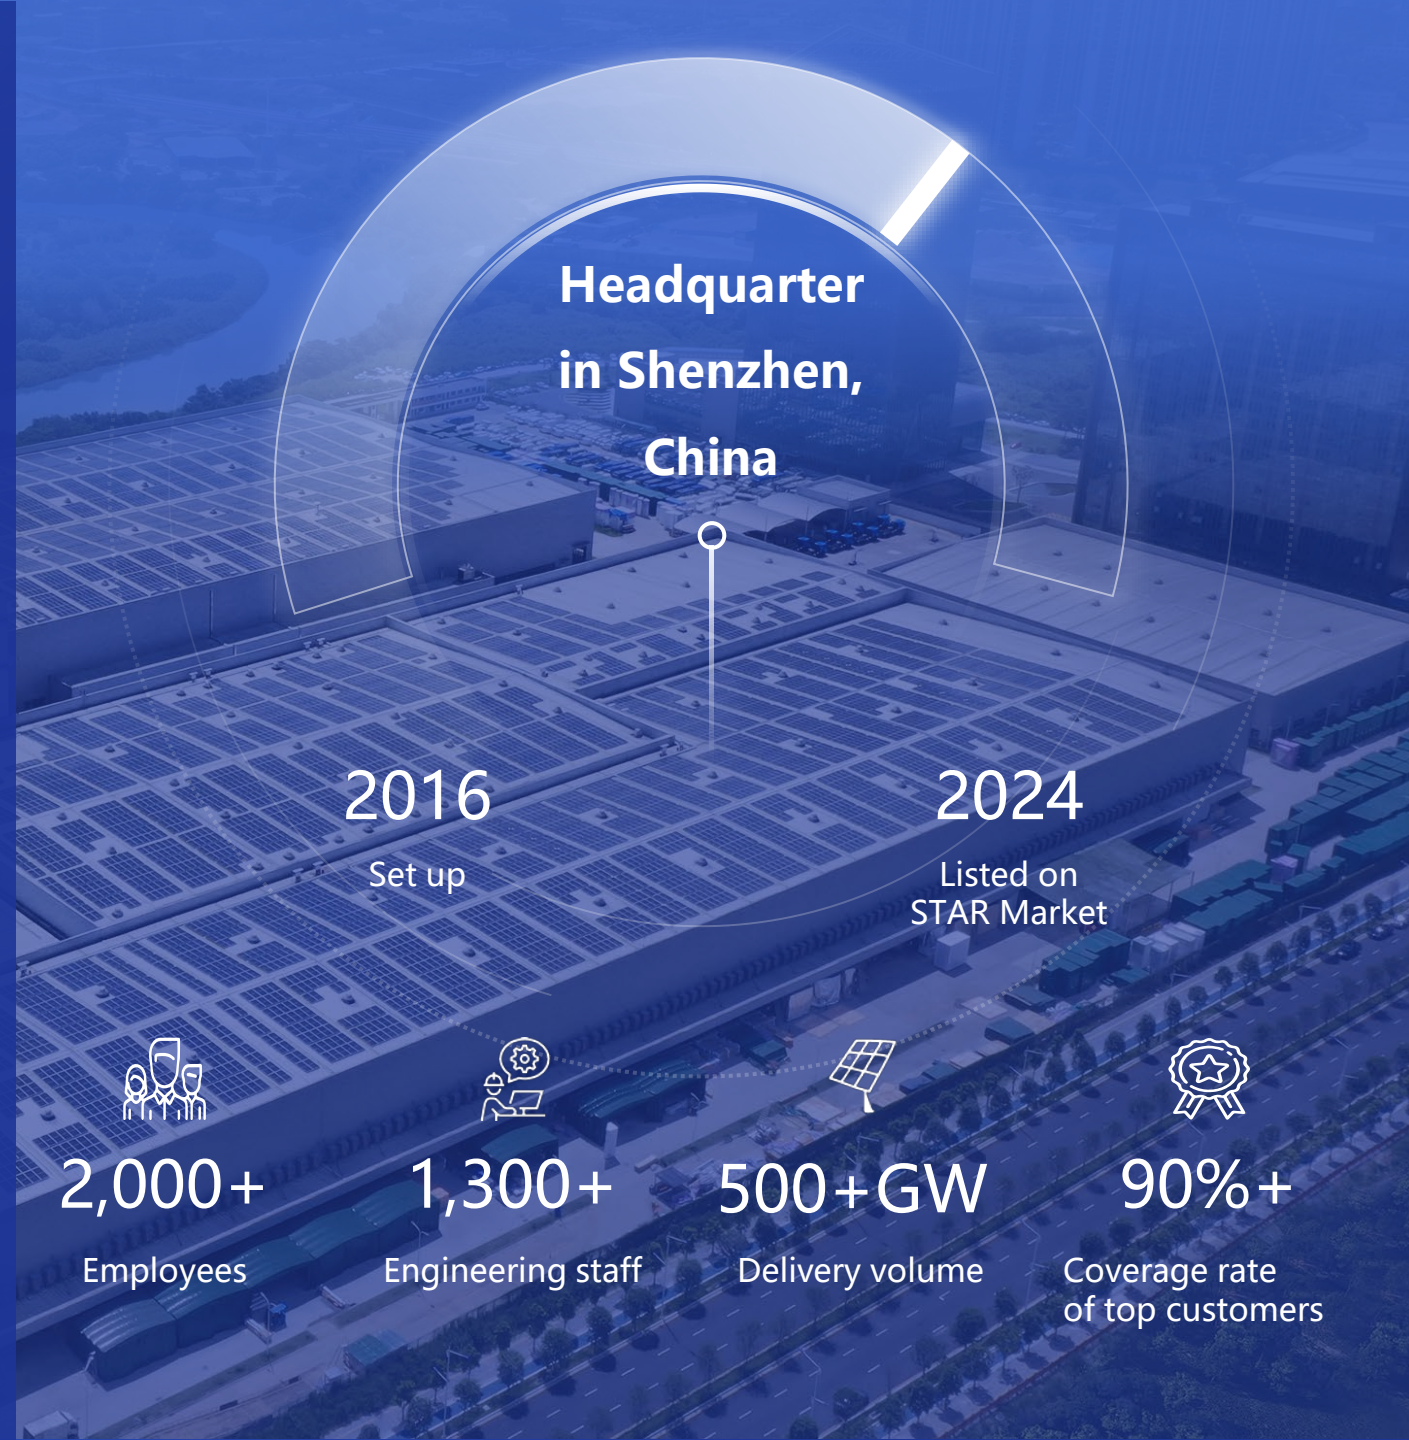 Headquarter
in Shenzhen,
China
2016
Set up
2024
Listed on
STAR Market
2,000+
Employees
1,300+
Engineering staff
500+GW
Delivery volume
90%+
Coverage rate
of top customers